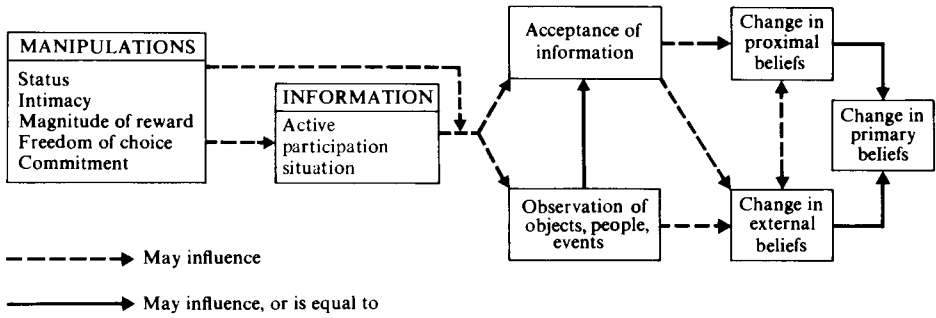 MANIPULATIONS
Status
Intimacy
Magnitude of reward
Freedom of choice
Commitment
INFORMATION
Active
participation
situation
Acceptance of
information
Observation of
objects, people,
events
Change in
proximal
beliefs
Change in
external
beliefs
Change in
primary
beliefs
May influence
May influence, or is equal to